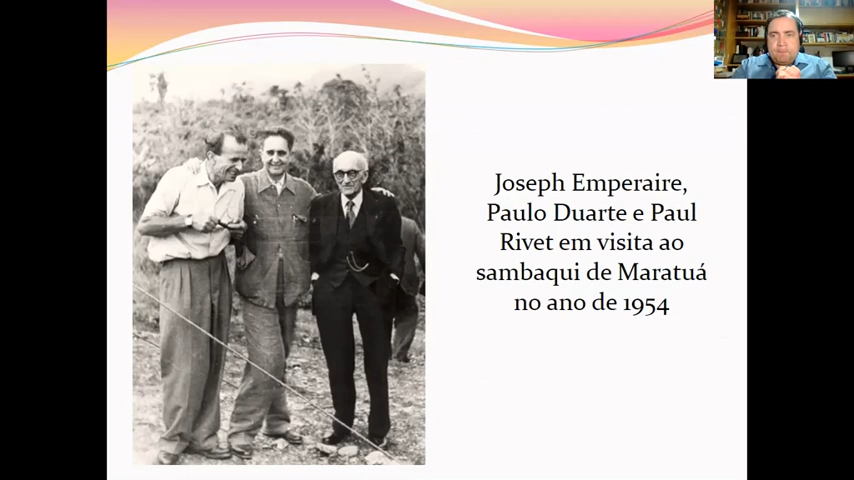 Joseph Emperaire,
Paulo Duarte e Paul
Rivet em visita ao
sambaqui de Maratuá
no ano de 1954